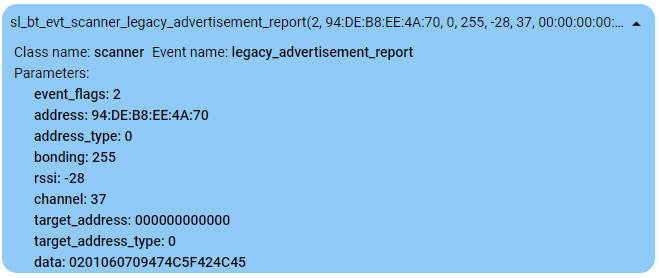 sl_bt_evt_scanner_legacy_advertisement_report(2, 94:DE:B8:EE:4A:70, 0, 255, -28, 37, 00:00:00:00:...
Class name: scanner Event name: legacy_advertisement_report
Parameters:
event_flags: 2
address: 94:DE:B8:EE:4A:70
address_type: 0
bonding: 255
rssi: -28
channel: 37
target_address: 000000000000
target_address_type: 0
data: 0201060709474C5F424C45